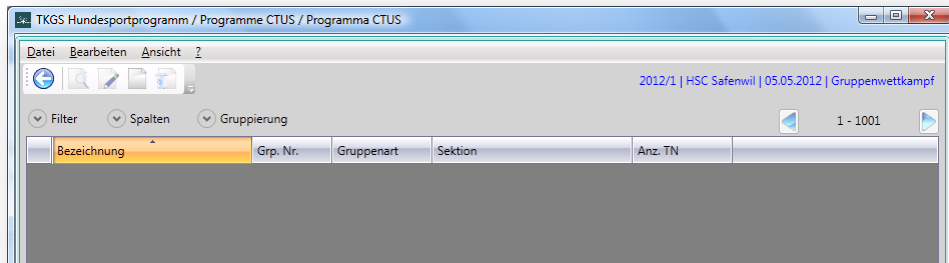 TKGS Hundesportprogramm / Programme CTUS / Programma CTUS
Datei Bearbeiten Ansicht ?
2012/1 | HSC Safenwil | 05.05.2012 | Gruppenwettkampf
Filter Spalten Gruppierung 1 - 1001
Bezeichnung Grp. Nr. Gruppenart Sektion Anz. TN